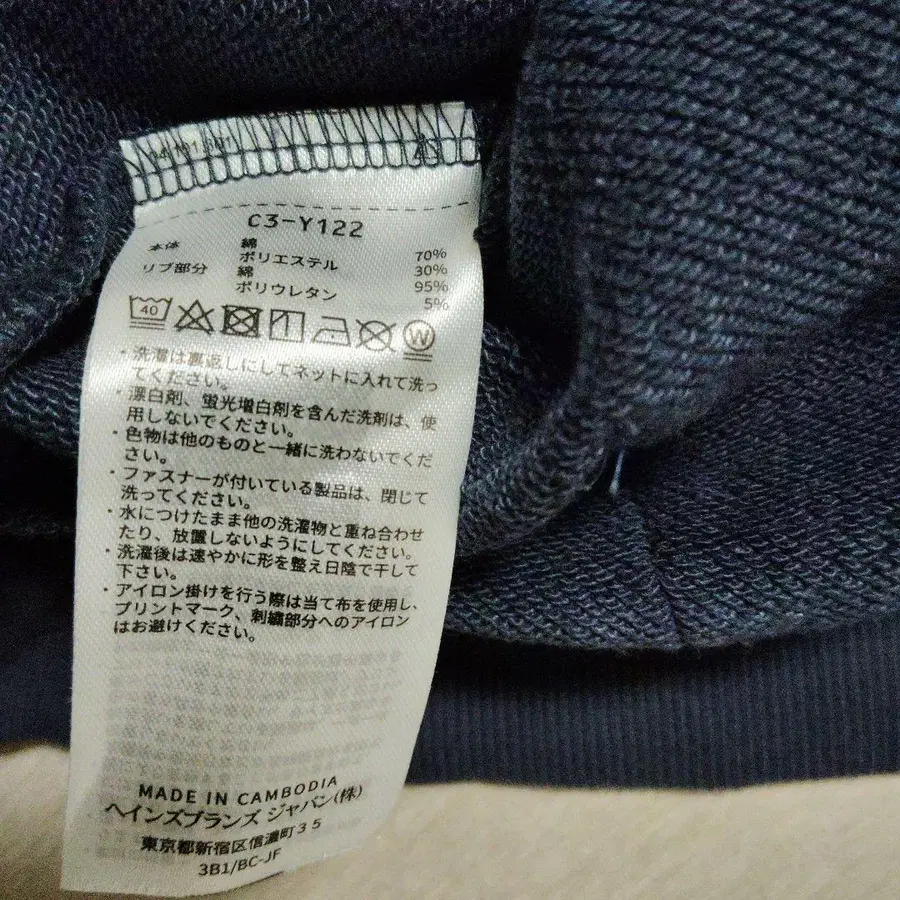 C3-Y122
本体 綿 70%
ポリエステル 30%
リブ部分 綿 95%
ポリウレタン 5%
40
W
・洗濯は裏返しにしてネットに入れて洗っ
てください。
・漂白剤、蛍光増白剤を含んだ洗剤は、使
用しないでください。
・色物は他のものと一緒に洗わないでくだ
さい。
・ファスナーが付いている製品は、閉じて
洗ってください。
・水につけたまま他の洗濯物と重ね合わせ
たり、放置しないようにしてください。
・洗濯後は速やかに形を整え日陰で干して
下さい。
・アイロン掛けを行う際は当て布を使用し、
プリントマーク、刺繍部分へのアイロン
はお避けください。
MADE IN CAMBODIA
ヘインズブランズ ジャパン(株)
東京都新宿区信濃町35
3B1/BC-JF